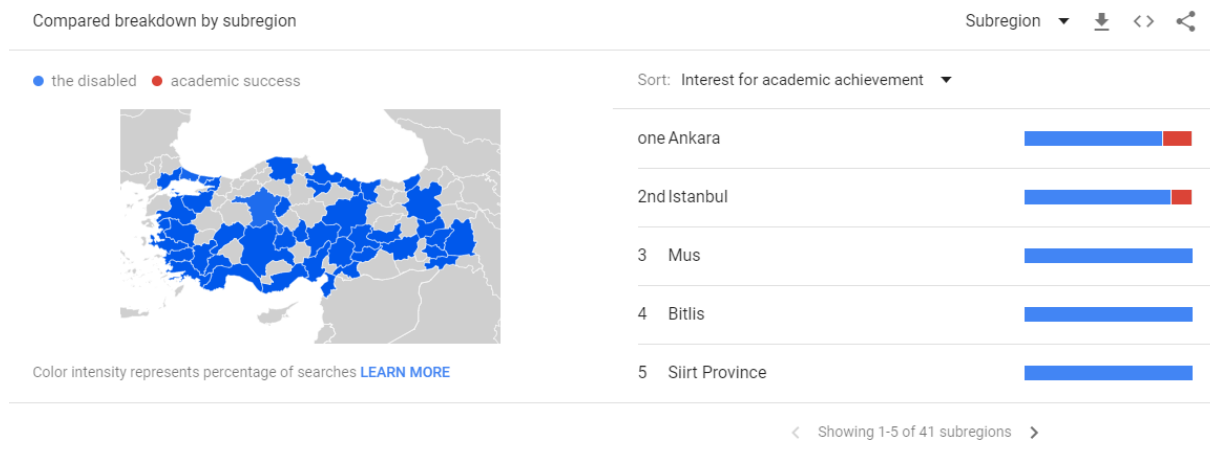 Compared breakdown by subregion
Subregion
the disabled academic success
Sort: Interest for academic achievement
one Ankara
2nd Istanbul
3 Mus
4 Bitlis
5 Siirt Province
Color intensity represents percentage of searches LEARN MORE
Showing 1-5 of 41 subregions